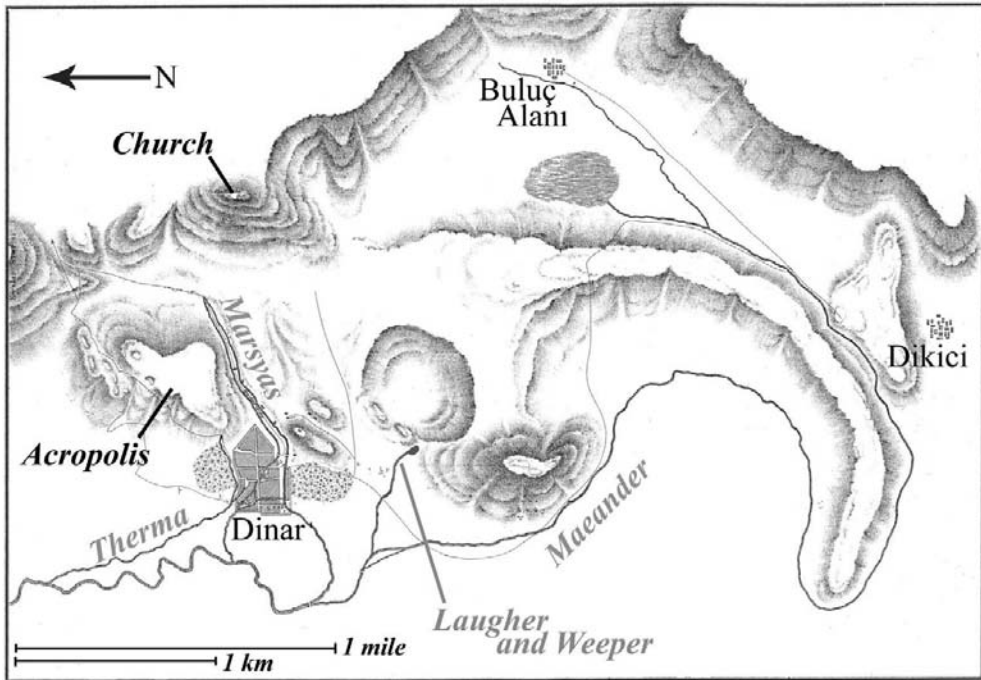 N
Buluç
Alanı
Church
Marsyas
Dikici
Acropolis
Therma
Dinar
Maeander
Laugher
and Weeper
1 mile
1 km